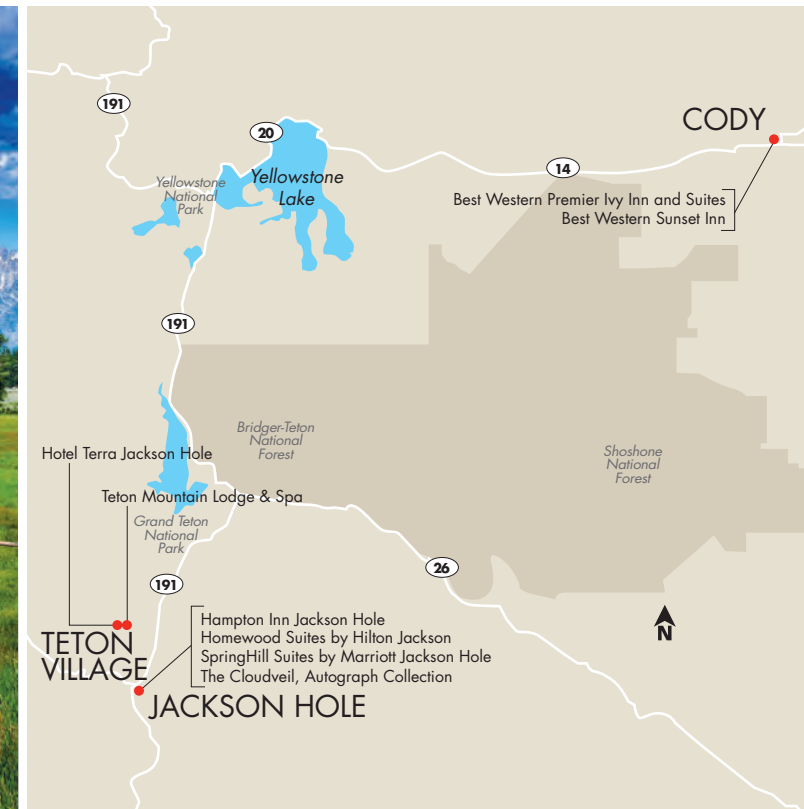 191
20
CODY
Yellowstone
National
Park
Yellowstone
Lake
14
Best Western Premier Ivy Inn and Suites
Best Western Sunset Inn
191
Bridger-Teton
National
Forest
Shoshone
National
Forest
Hotel Terra Jackson Hole
Teton Mountain Lodge & Spa
Grand Teton
National
Park
191
26
N
TETON
VILLAGE
Hampton Inn Jackson Hole
Homewood Suites by Hilton Jackson
SpringHill Suites by Marriott Jackson Hole
The Cloudveil, Autograph Collection
JACKSON HOLE